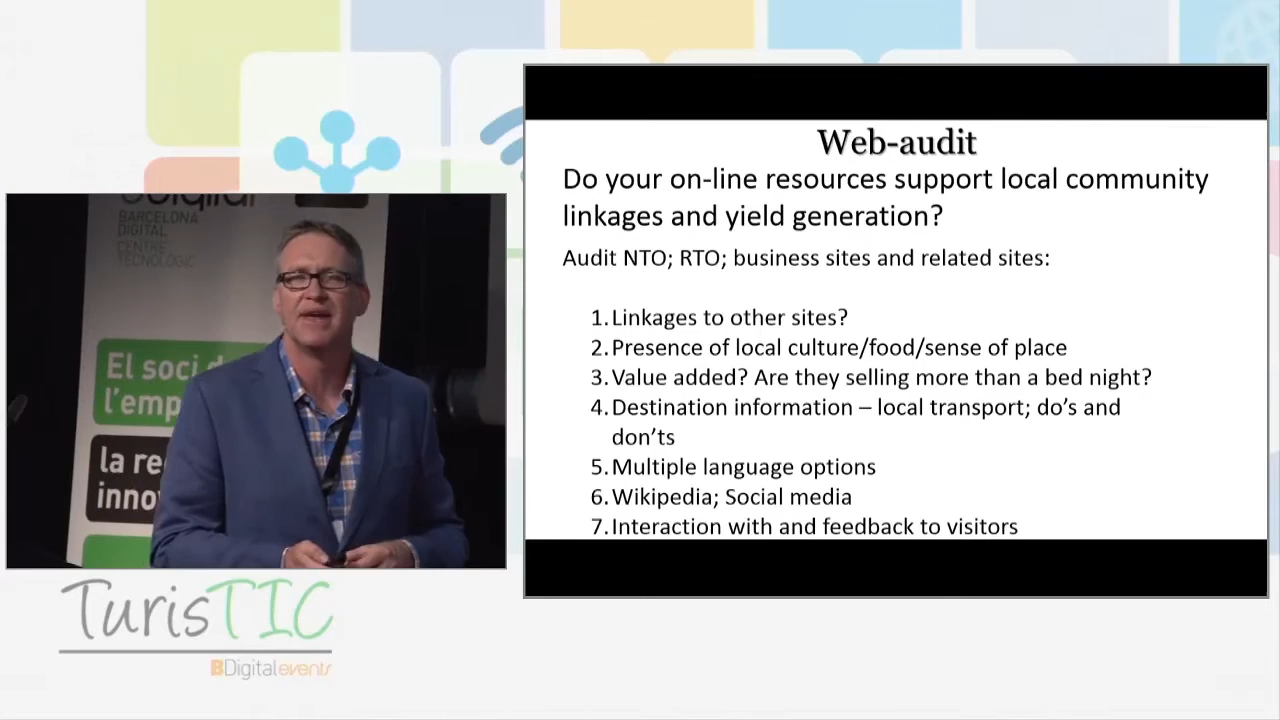 Web-audit
Do your on-line resources support local community
linkages and yield generation?
Audit NTO; RTO; business sites and related sites:
1. Linkages to other sites?
2. Presence of local culture/food/sense of place
3. Value added? Are they selling more than a bed night?
4. Destination information – local transport; do’s and
don’ts
5. Multiple language options
6. Wikipedia; Social media
7. Interaction with and feedback to visitors
BARCELONA
DIGITAL
CENTRE
TECNOLÒGIC
El soci
l’emp
la re
inno
TurisTIC
BDigitalevents